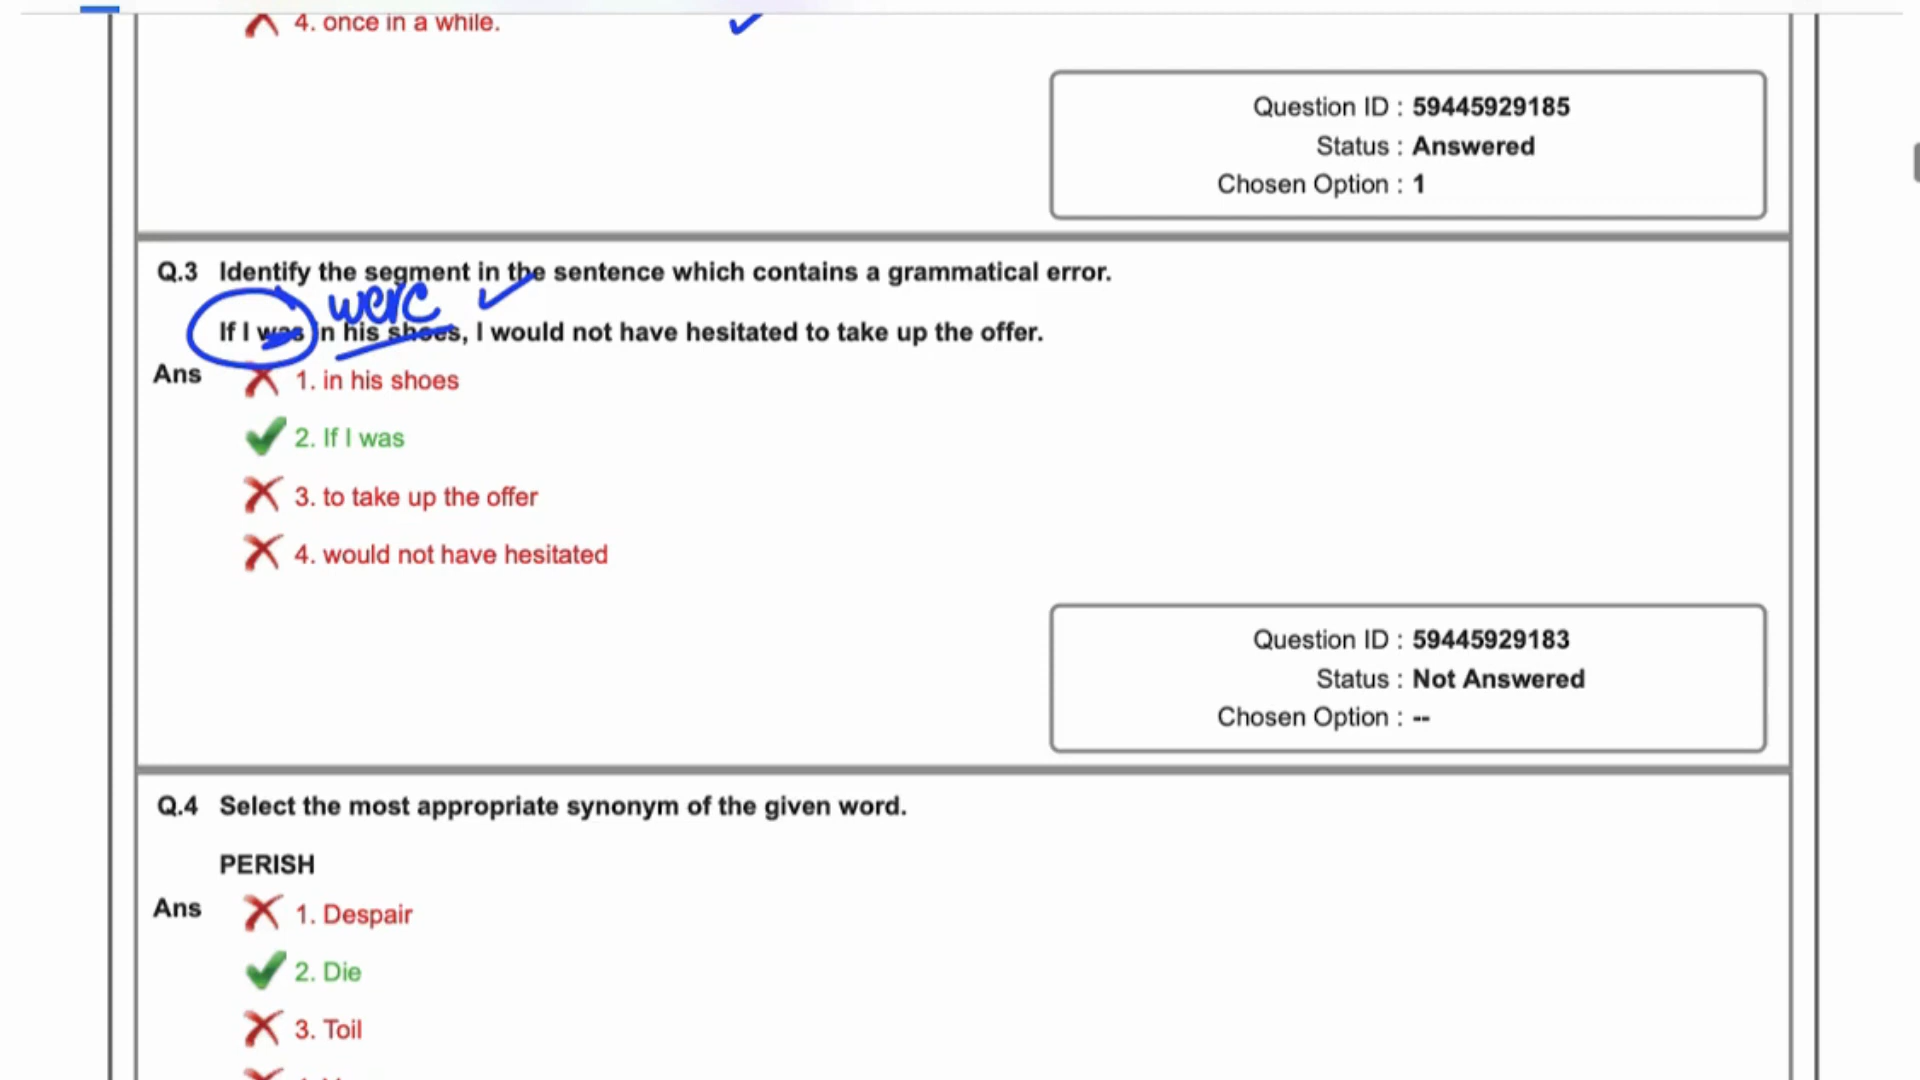 4. once in a while.
Question ID : 59445929185
Status : Answered
Chosen Option : 1
Q.3 Identify the segment in the sentence which contains a grammatical error.
were
If I was in his shoes, I would not have hesitated to take up the offer.
Ans 1. in his shoes
2. If I was
3. to take up the offer
4. would not have hesitated
Question ID : 59445929183
Status : Not Answered
Chosen Option : --
Q.4 Select the most appropriate synonym of the given word.
PERISH
Ans 1. Despair
2. Die
3. Toil